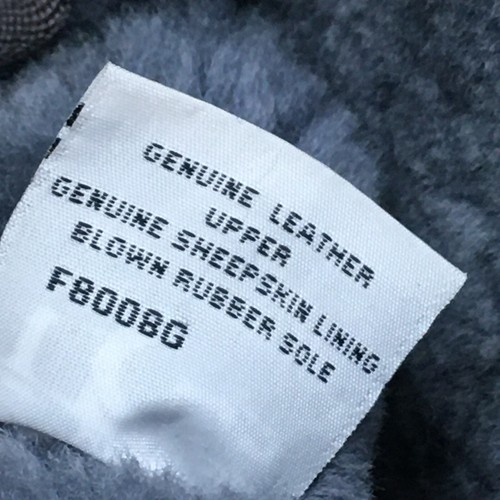 GENUINE LEATHER
UPPER
GENUINE SHEEPSKIN LINING
BLOWN RUBBER SOLE
F8008G